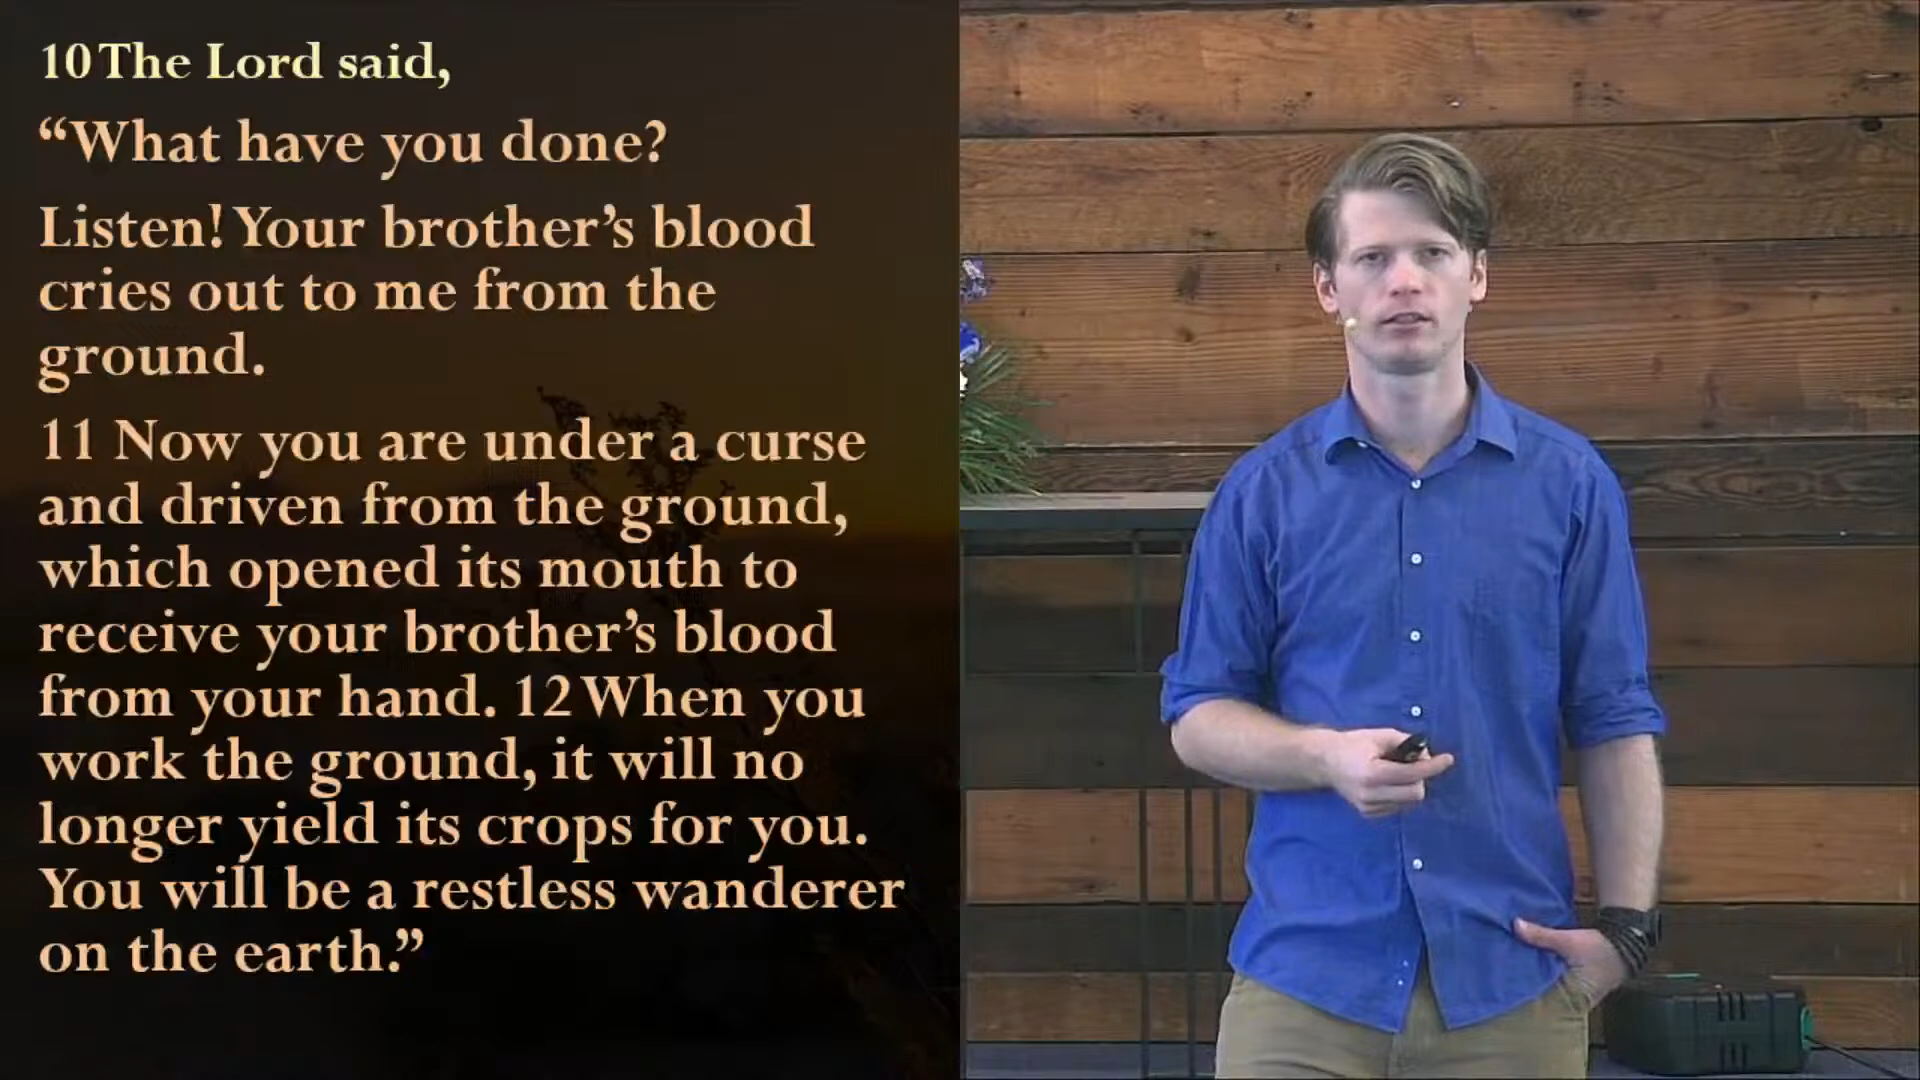 10 The Lord said,
“What have you done?
Listen! Your brother’s blood
cries out to me from the
ground.
11 Now you are under a curse
and driven from the ground,
which opened its mouth to
receive your brother’s blood
from your hand. 12 When you
work the ground, it will no
longer yield its crops for you.
You will be a restless wanderer
on the earth.”